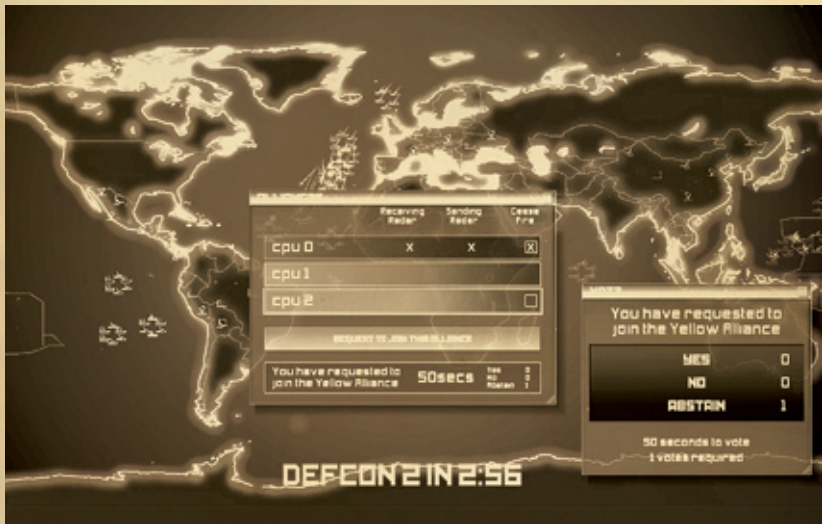 Receiving Sending Cease
Radar Radar Fire
cpu 0 X X X
cpu 1
cpu 2
REQUEST TO JOIN THIS ALLIANCE
You have requested to
join the Yellow Alliance
50secs
Yes 0
No 0
Abstain 1
VOTE
You have requested to
join the Yellow Alliance
YES 0
NO 0
ABSTAIN 1
50 seconds to vote
1 votes required
DEFCON 2 IN 2:56